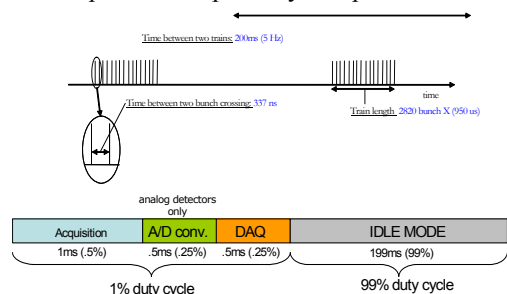 Time between two trains: 200ms (5 Hz)
time
Time between two bunch crossing: 337 ns
Train length 2820 bunch X (950 us)
analog detectors
only
Acquisition
A/D conv.
DAQ
IDLE MODE
1ms (.5%)
.5ms (.25%)
.5ms (.25%)
199ms (99%)
1% duty cycle
99% duty cycle